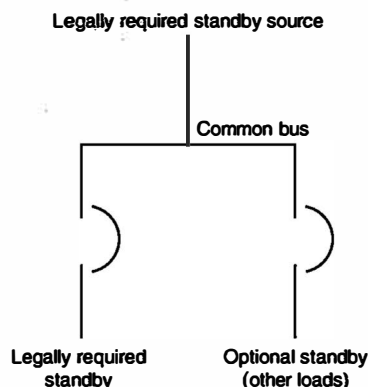 Legally required standby source
Common bus
Legally required
standby
Optional standby
(other loads)